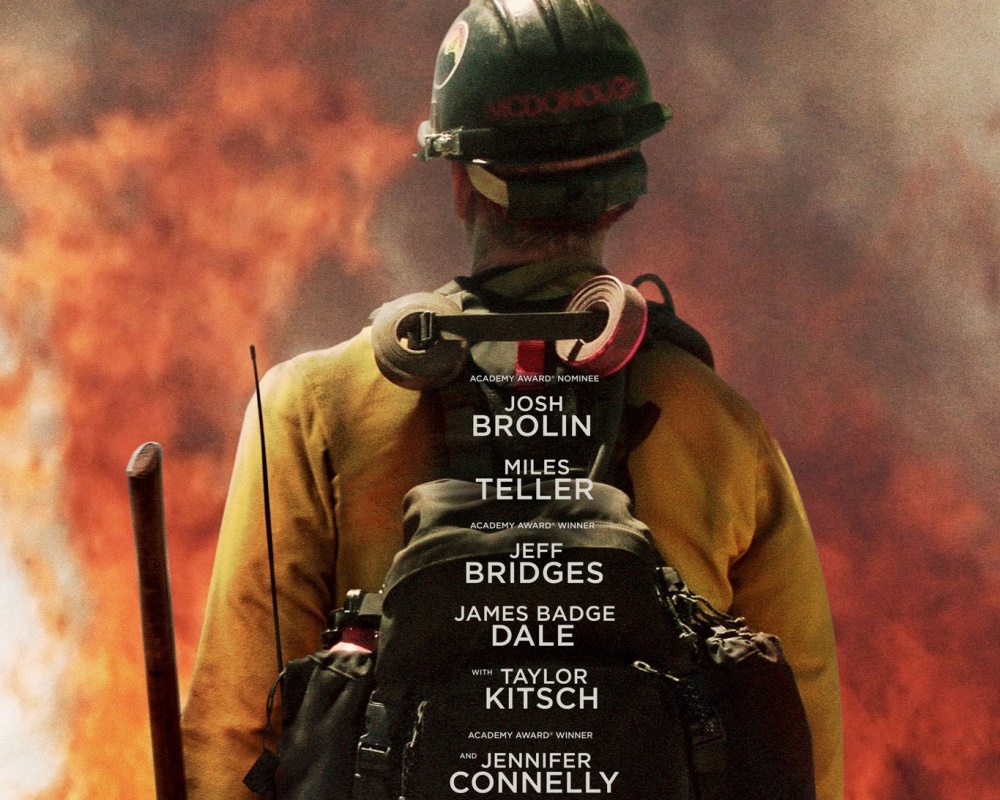 MCDONOUGH
ACADEMY AWARD® NOMINEE
JOSH
BROLIN
MILES
TELLER
ACADEMY AWARD® WINNER
JEFF
BRIDGES
JAMES BADGE
DALE
WITH TAYLOR
KITSCH
ACADEMY AWARD® WINNER
AND JENNIFER
CONNELLY